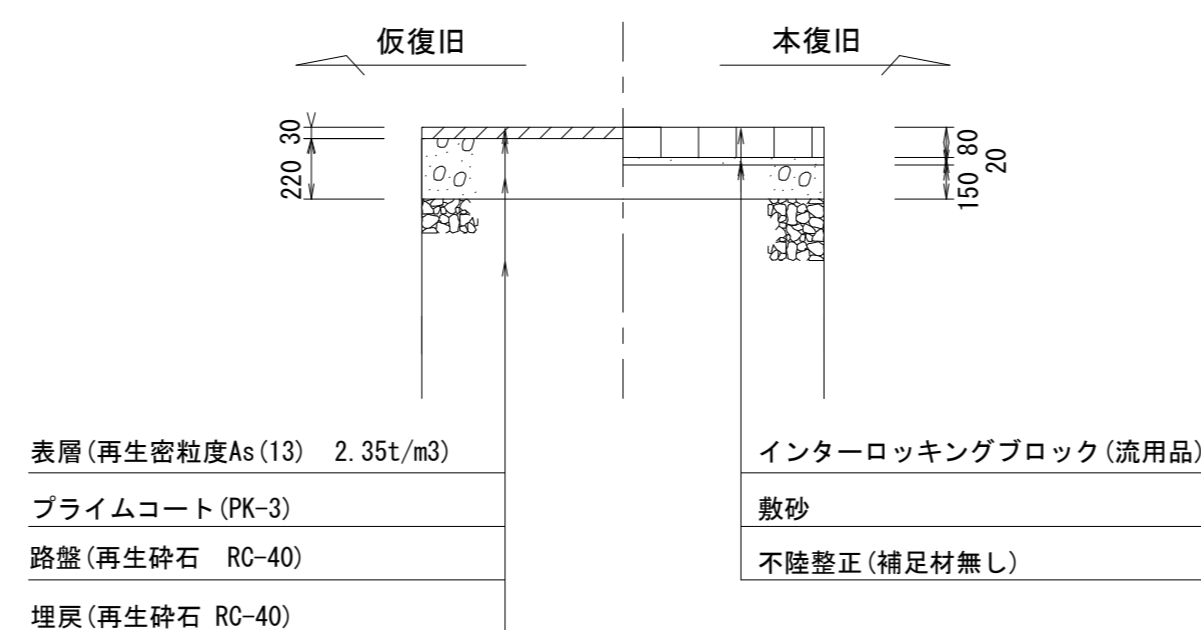 仮復旧
本復旧
30
220
80
20
150
表層(再生密粒度As(13) 2.35t/m3)
プライムコート(PK-3)
路盤(再生砕石 RC-40)
埋戻(再生砕石 RC-40)
インターロッキングブロック(流用品)
敷砂
不陸整正(補足材無し)